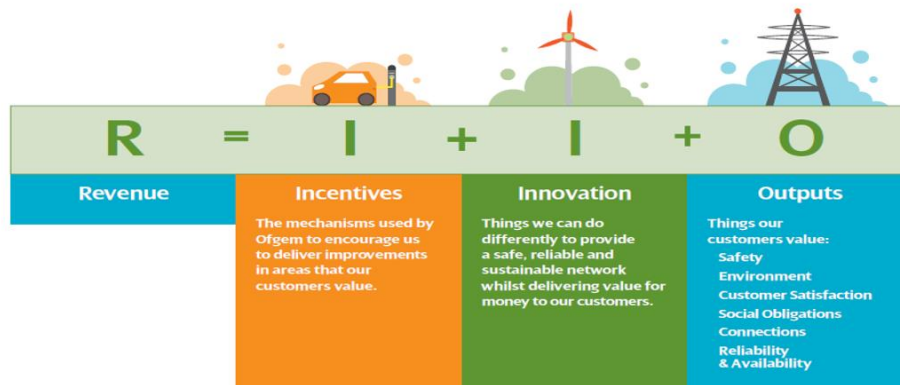 R = I + I + O
Revenue
Incentives
The mechanisms used by
Ofgem to encourage us
to deliver improvements
in areas that our
customers value.
Innovation
Things we can do
differently to provide
a safe, reliable and
sustainable network
whilst delivering value for
money to our customers.
Outputs
Things our
customers value:
Safety
Environment
Customer Satisfaction
Social Obligations
Connections
Reliability
& Availability